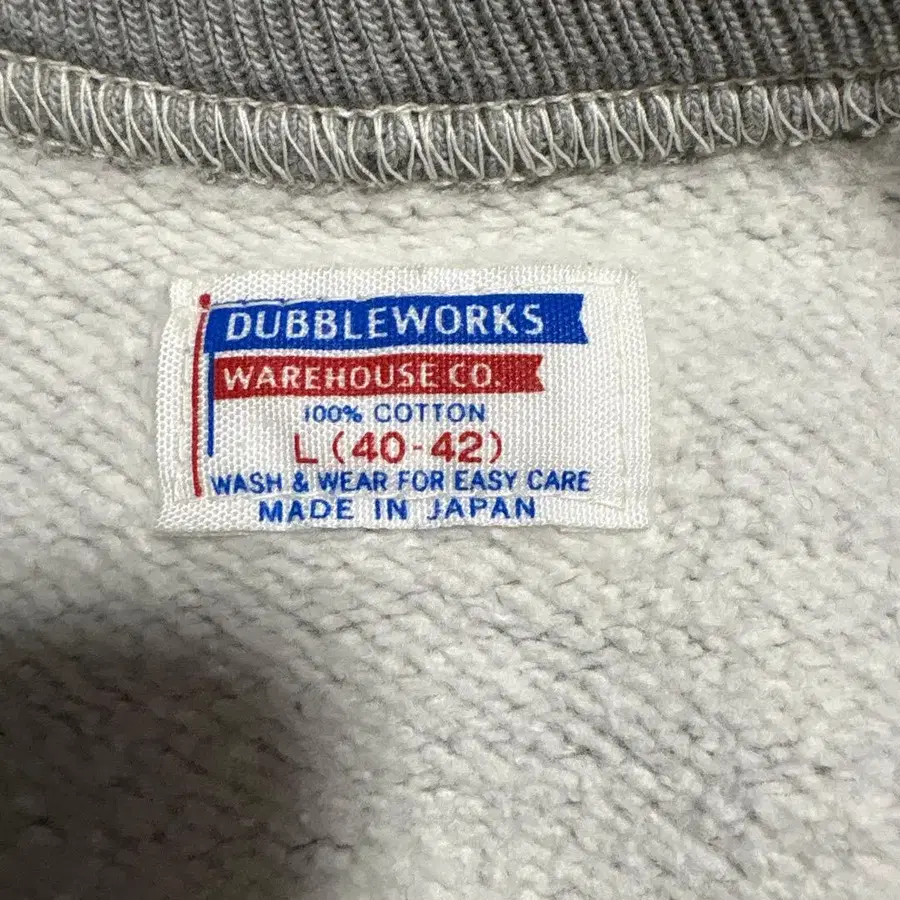 DUBBLEWORKS
WAREHOUSE CO.
100% COTTON
L (40-42)
WASH & WEAR FOR EASY CARE
MADE IN JAPAN